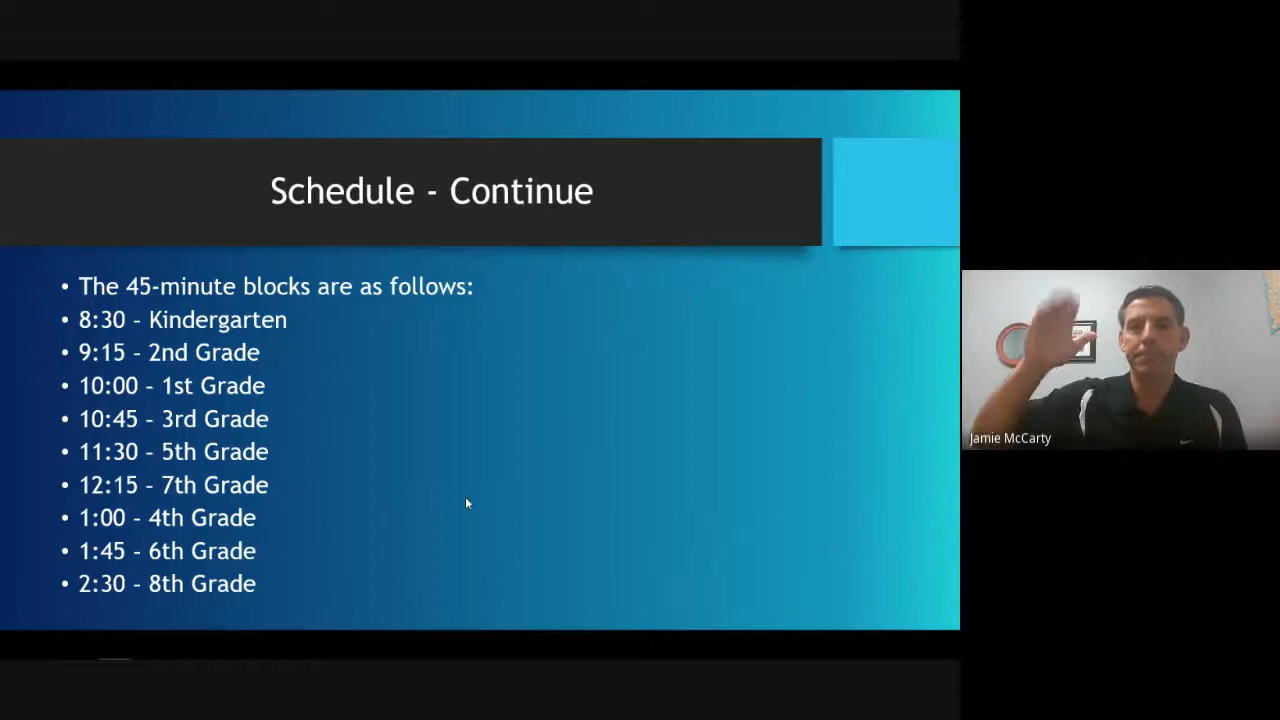 Schedule - Continue
• The 45-minute blocks are as follows:
• 8:30 – Kindergarten
• 9:15 – 2nd Grade
• 10:00 – 1st Grade
• 10:45 – 3rd Grade
• 11:30 – 5th Grade
• 12:15 – 7th Grade
• 1:00 – 4th Grade
• 1:45 – 6th Grade
• 2:30 – 8th Grade
Jamie McCarty